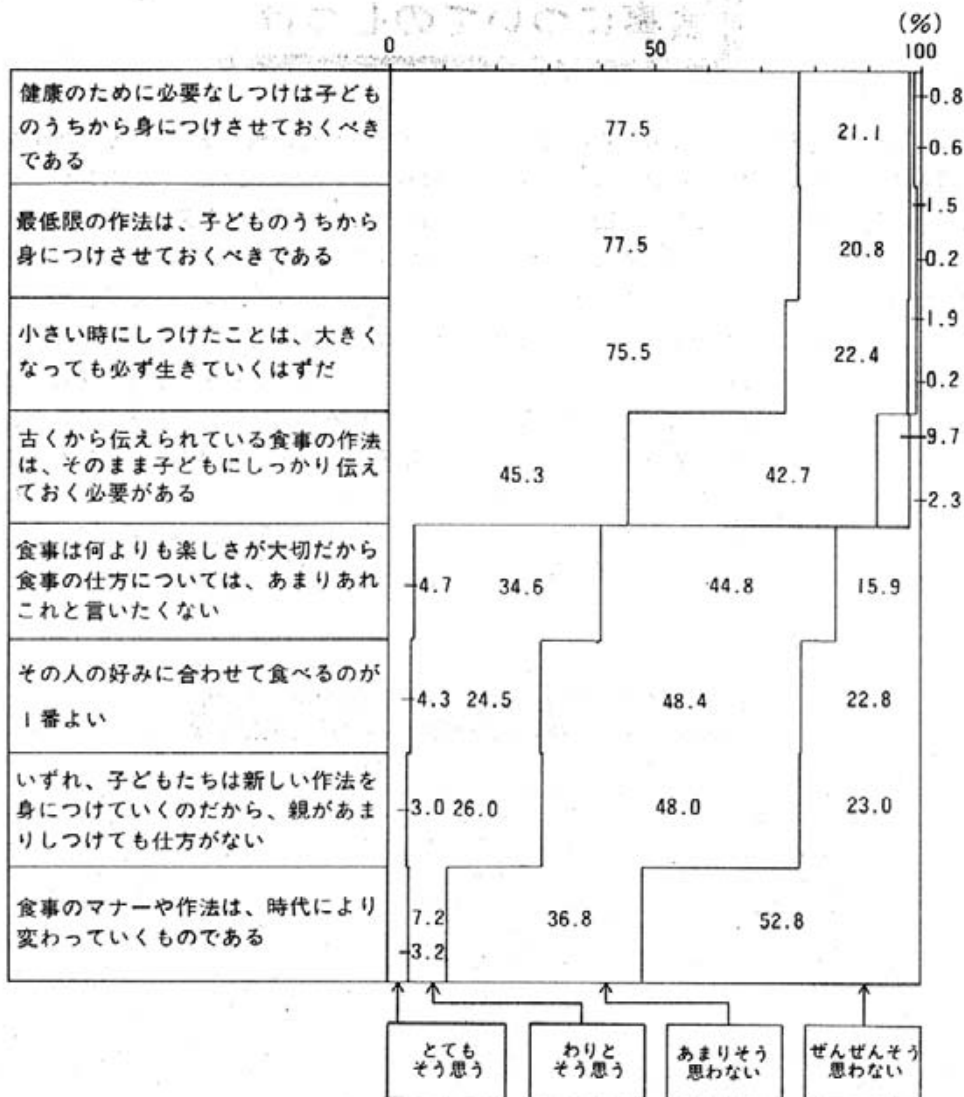 (%)
0 50 100
健康のために必要なしつけは子ども
のうちから身につけさせておくべき
である
77.5 21.1 0.8
0.6
最低限の作法は、子どものうちから
身につけさせておくべきである
77.5 20.8 1.5
0.2
小さい時にしつけたことは、大きく
なっても必ず生きていくはずだ
75.5 22.4 1.9
0.2
古くから伝えられている食事の作法
は、そのまま子どもにしっかり伝え
ておく必要がある
45.3 42.7 9.7
2.3
食事は何よりも楽しさが大切だから
食事の仕方については、あまりあれ
これと言いたくない
4.7 34.6 44.8 15.9
その人の好みに合わせて食べるのが
1番よい
4.3 24.5 48.4 22.8
いずれ、子どもたちは新しい作法を
身につけていくのだから、親があま
りしつけても仕方がない
3.0 26.0 48.0 23.0
食事のマナーや作法は、時代により
変わっていくものである
7.2 36.8 52.8
3.2
とても
そう思う
わりと
そう思う
あまりそう
思わない
ぜんぜんそう
思わない